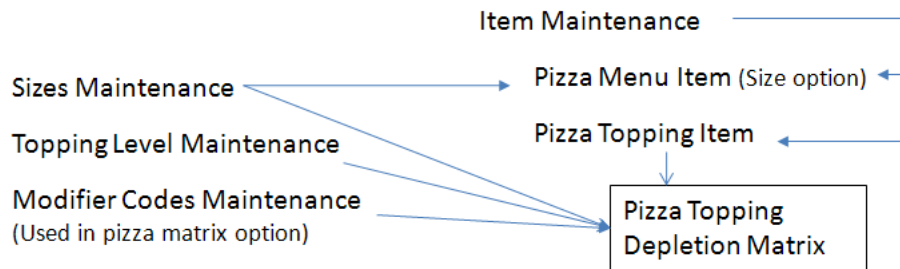 Item Maintenance
Sizes Maintenance
Pizza Menu Item (Size option)
Topping Level Maintenance
Pizza Topping Item
Modifier Codes Maintenance
(Used in pizza matrix option)
Pizza Topping
Depletion Matrix